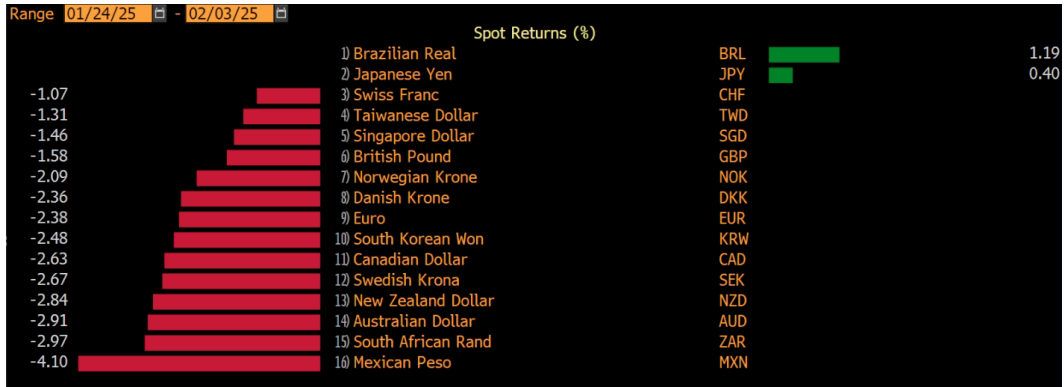 Range 01/24/25 - 02/03/25
Spot Returns (%)
1) Brazilian Real BRL 1.19
2) Japanese Yen JPY 0.40
-1.07 3) Swiss Franc CHF
-1.31 4) Taiwanese Dollar TWD
-1.46 5) Singapore Dollar SGD
-1.58 6) British Pound GBP
-2.09 7) Norwegian Krone NOK
-2.36 8) Danish Krone DKK
-2.38 9) Euro EUR
-2.48 10) South Korean Won KRW
-2.63 11) Canadian Dollar CAD
-2.67 12) Swedish Krona SEK
-2.84 13) New Zealand Dollar NZD
-2.91 14) Australian Dollar AUD
-2.97 15) South African Rand ZAR
-4.10 16) Mexican Peso MXN